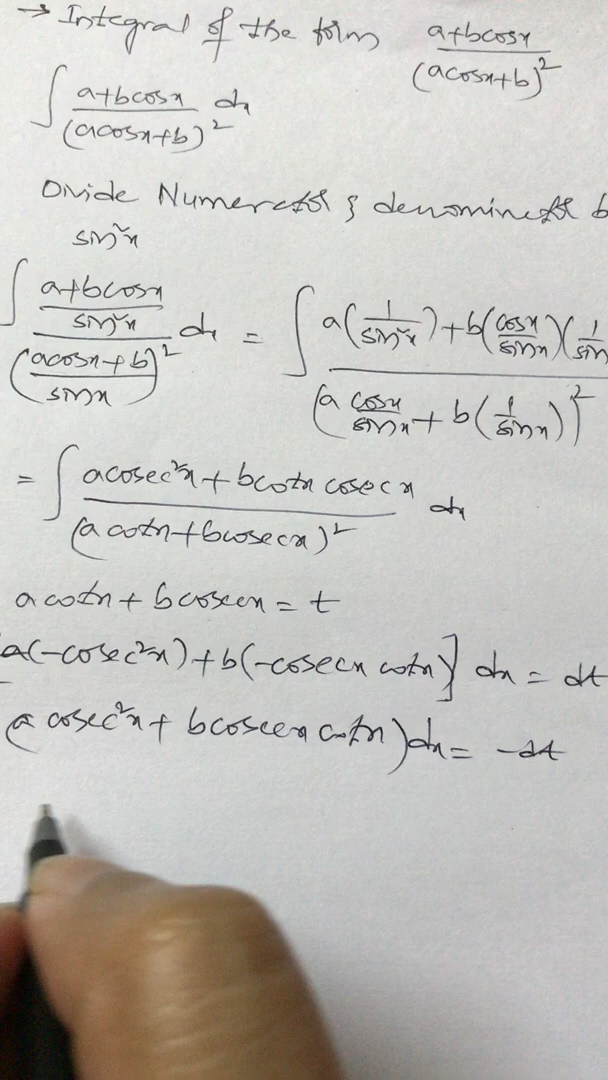 → Integral of the form a+bcosx/(acosx+b)²
∫ a+bcosx/(acosx+b)² dx
Divide Numerator & denominator b
sin²x
∫ (a+bcosx/sin²x)/((acosx+b)/sinx)² dx = ∫ a(1/sin²x)+b(cosx/sinx)(1/sin / (a cosx/sinx + b(1/sinx))²
= ∫ acosec²x + bcotx cosecx/(acotx+bcosecx)² dx
acotx + bcosecx = t
a(-cosec²x)+b(-cosecx cotx)] dx = dt
(a cosec²x + bcosecx cotx)dx = -dt